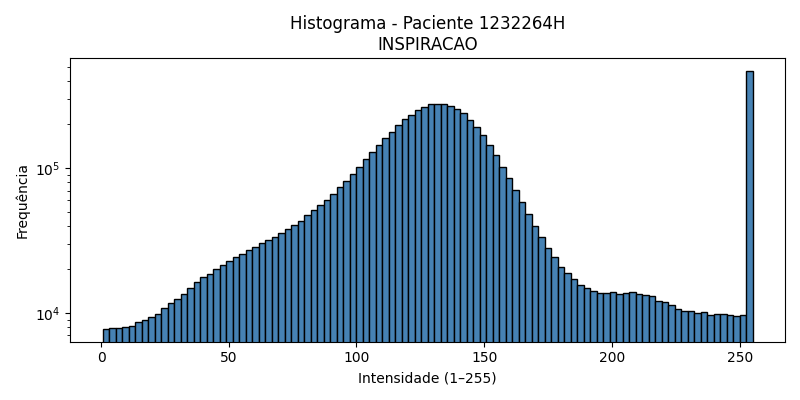 Histograma - Paciente 1232264H
INSPIRACAO
Frequência
10^5
10^4
0 50 100 150 200 250
Intensidade (1–255)